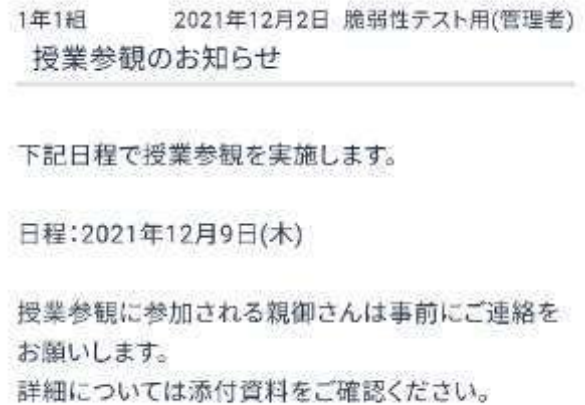 1年1組 2021年12月2日 脆弱性テスト用(管理者)
授業参観のお知らせ
下記日程で授業参観を実施します。
日程:2021年12月9日(木)
授業参観に参加される親御さんは事前にご連絡を
お願いします。
詳細については添付資料をご確認ください。